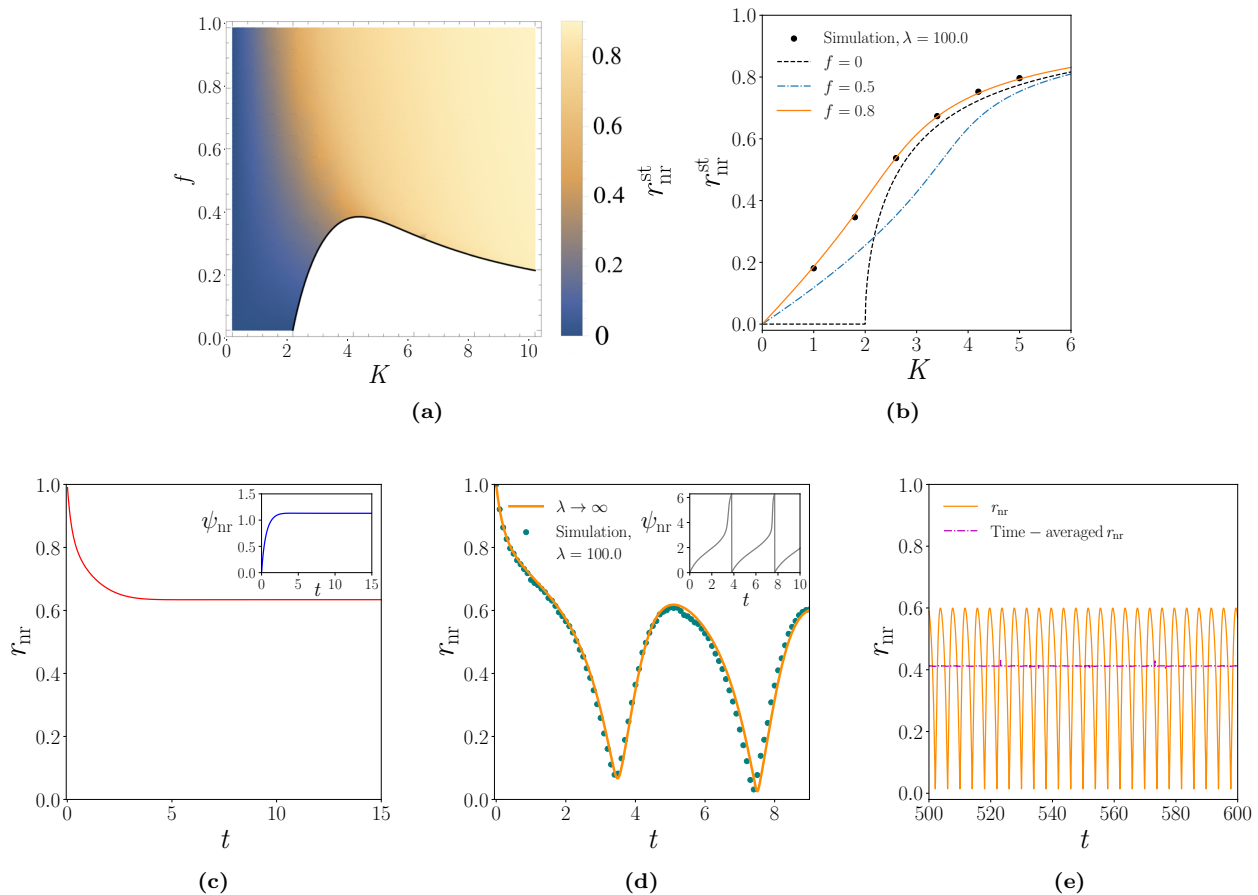 1.0
0.8
0.6
0.4
0.2
0.0
f
0 2 4 6 8 10
K
0.8
0.6
0.4
0.2
0
r_nr^st
(a)
Simulation, λ = 100.0
f = 0
f = 0.5
f = 0.8
1.0
0.8
0.6
0.4
0.2
0.0
r_nr^st
0 1 2 3 4 5 6
K
(b)
1.0
0.8
0.6
0.4
0.2
0.0
r_nr
0 5 10 15
t
1.5
1.0
0.5
0.0
ψ_nr
0 5 10 15
t
(c)
λ → ∞
Simulation,
λ = 100.0
1.0
0.8
0.6
0.4
0.2
0.0
r_nr
0 2 4 6 8
t
6
4
2
0
ψ_nr
0 2 4 6 8 10
t
(d)
r_nr
Time − averaged r_nr
1.0
0.8
0.6
0.4
0.2
0.0
r_nr
500 520 540 560 580 600
t
(e)